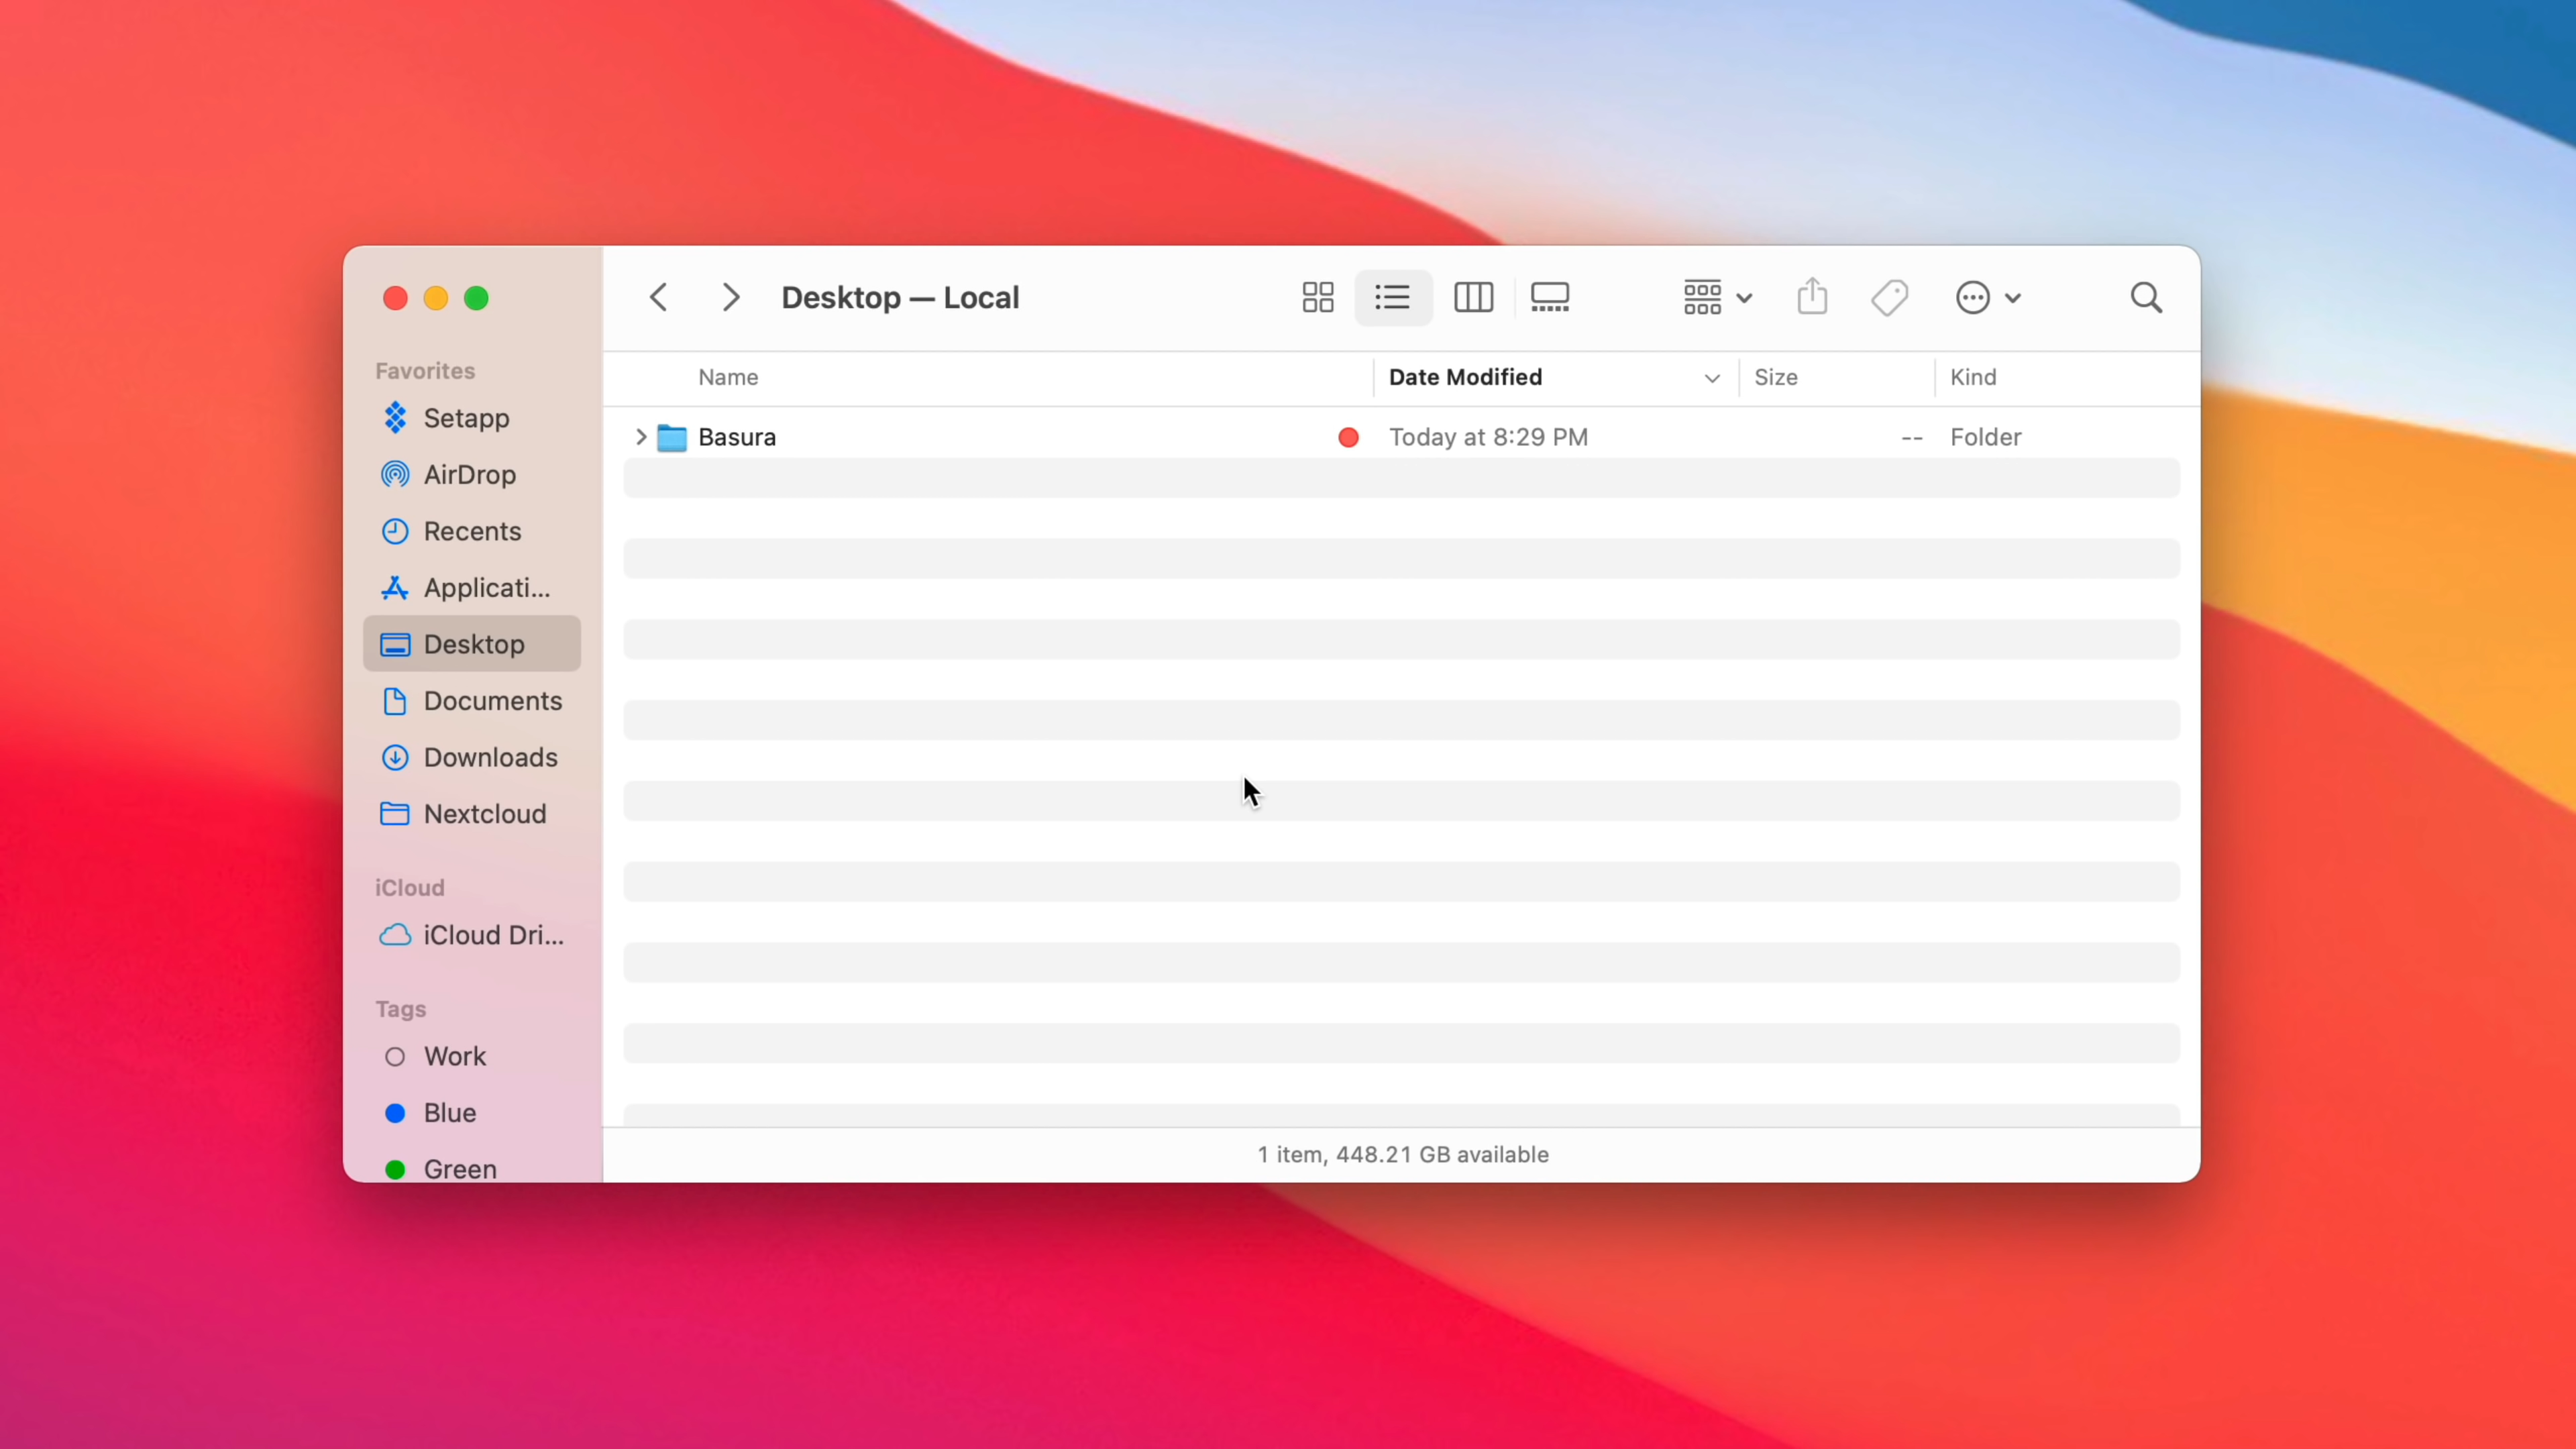 Desktop — Local
Favorites
Setapp
AirDrop
Recents
Applicati...
Desktop
Documents
Downloads
Nextcloud
iCloud
iCloud Dri...
Tags
Work
Blue
Green
Name Date Modified Size Kind
Basura Today at 8:29 PM -- Folder
1 item, 448.21 GB available